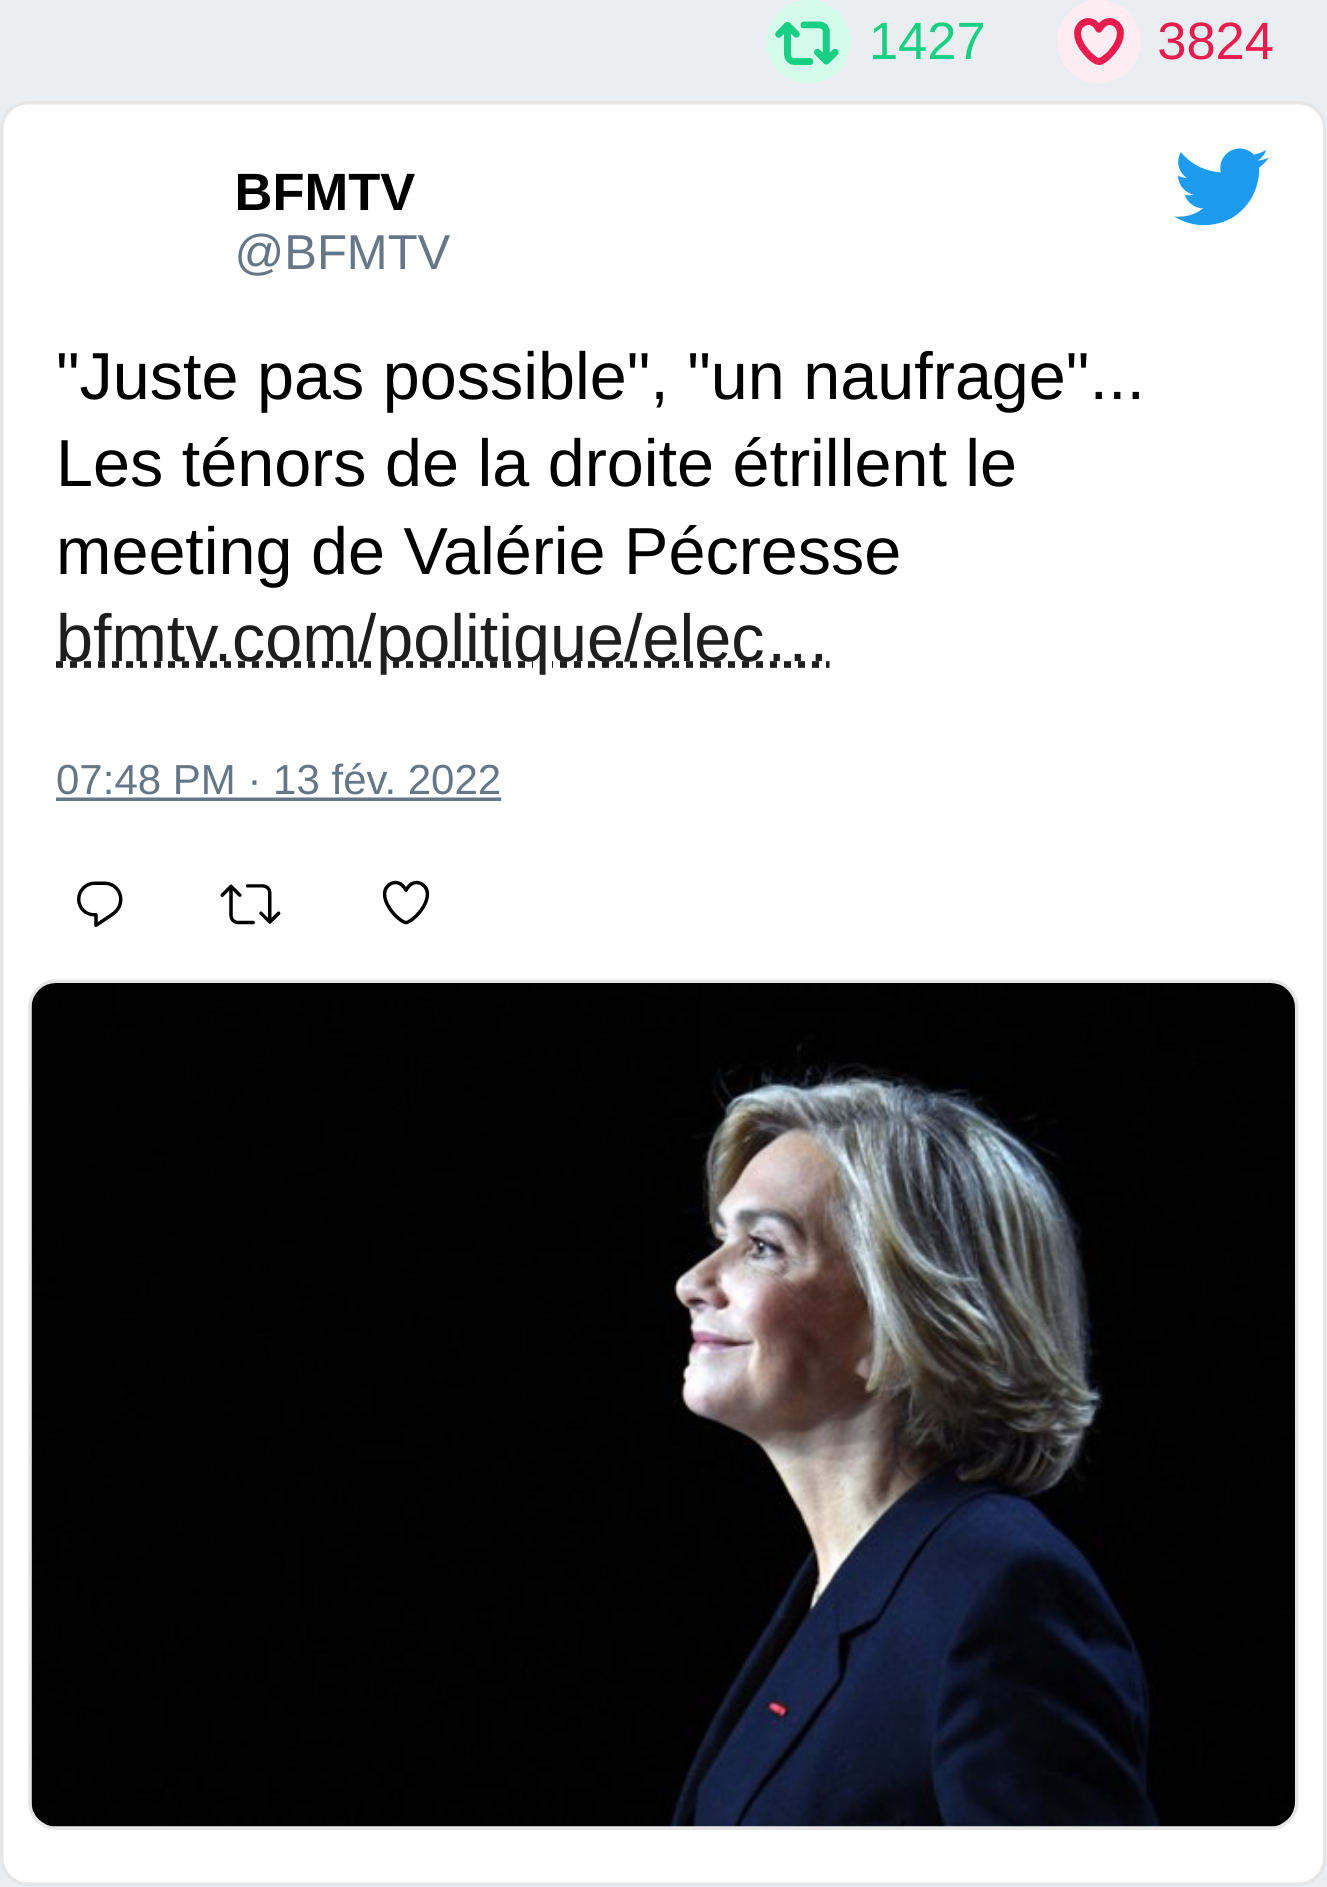 1427 3824
BFMTV
@BFMTV
"Juste pas possible", "un naufrage"...
Les ténors de la droite étrillent le
meeting de Valérie Pécresse
bfmtv.com/politique/elec…
07:48 PM · 13 fév. 2022